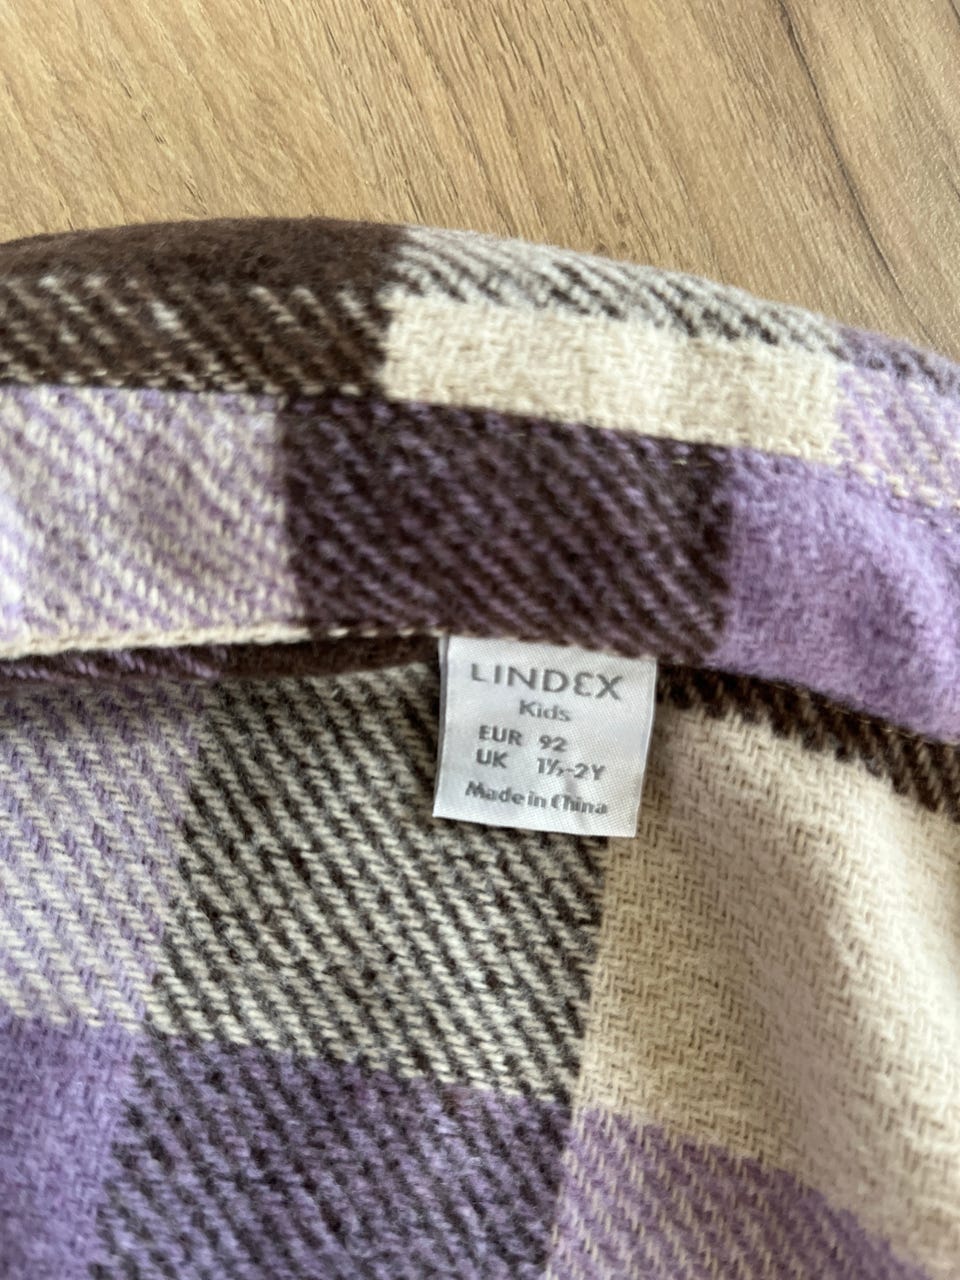 LINDEX
Kids
EUR 92
UK 1½-2Y
Made in China